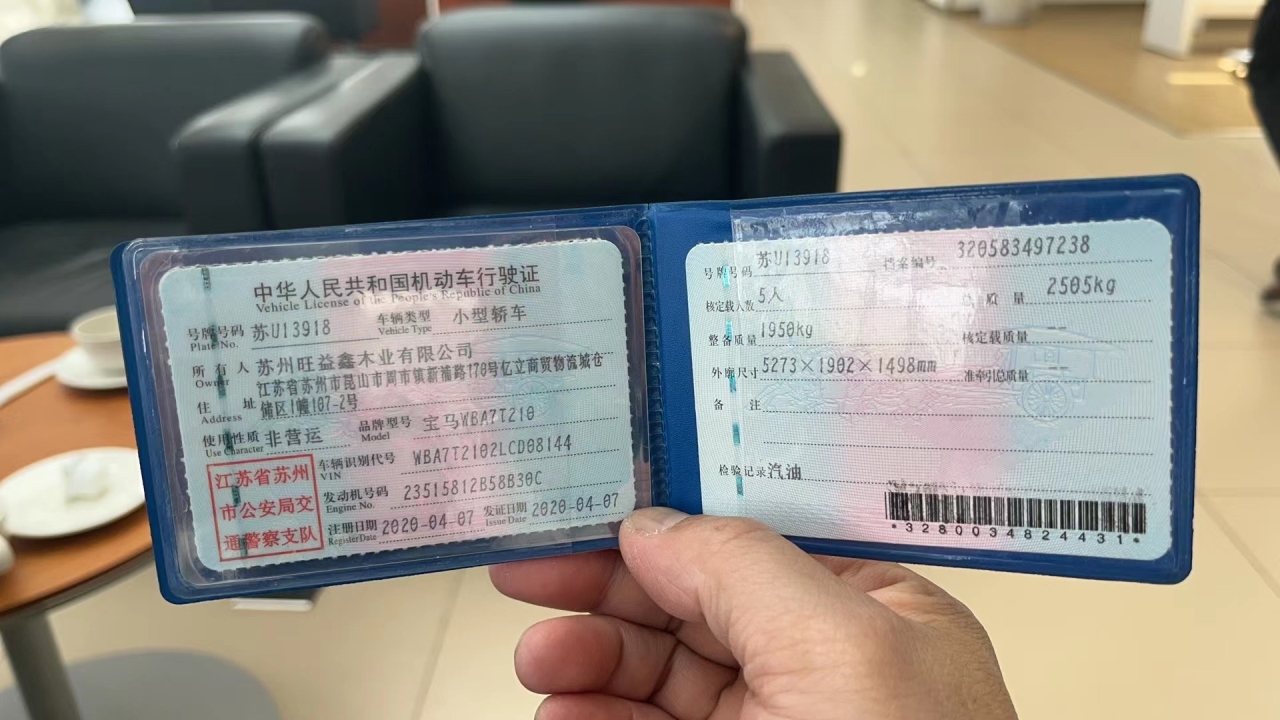 中华人民共和国机动车行驶证
Vehicle License of the People's Republic of China
号牌号码 苏U13918 车辆类型 小型轿车
Plate No. Vehicle Type
所有人 苏州旺益鑫木业有限公司
Owner
住址 江苏省苏州市昆山市周市镇新浦路170号亿立商贸物流城仓
Address 储区1幢107-2号
使用性质 非营运 品牌型号 宝马WBA7T210
Use Character Model
江苏省苏州
市公安局交
通警察支队
车辆识别代号 WBA7T2102LCD08144
VIN
发动机号码 23515812B58B30C
Engine No.
注册日期 2020-04-07 发证日期 2020-04-07
Register Date Issue Date
号牌号码 苏U13918 档案编号 320583497238
核定载人数 5人 总质量 2505kg
整备质量 1950kg 核定载质量
外廓尺寸 5273×1902×1498mm 准牵引总质量
备注
检验记录 汽油
*3280034824431*